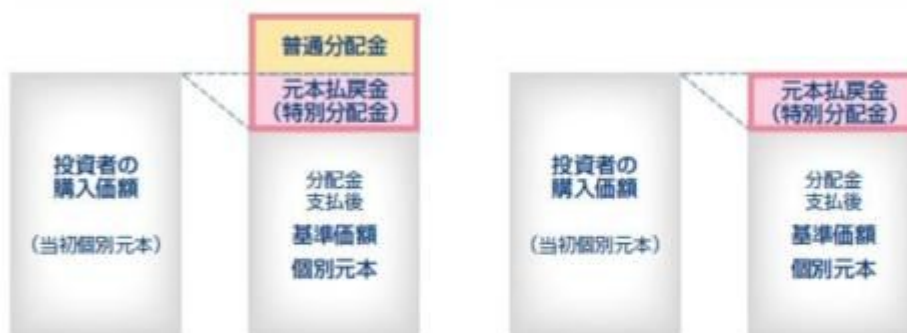 普通分配金
元本払戻金
(特別分配金)
投資者の
購入価額
(当初個別元本)
分配金
支払後
基準価額
個別元本
元本払戻金
(特別分配金)
投資者の
購入価額
(当初個別元本)
分配金
支払後
基準価額
個別元本